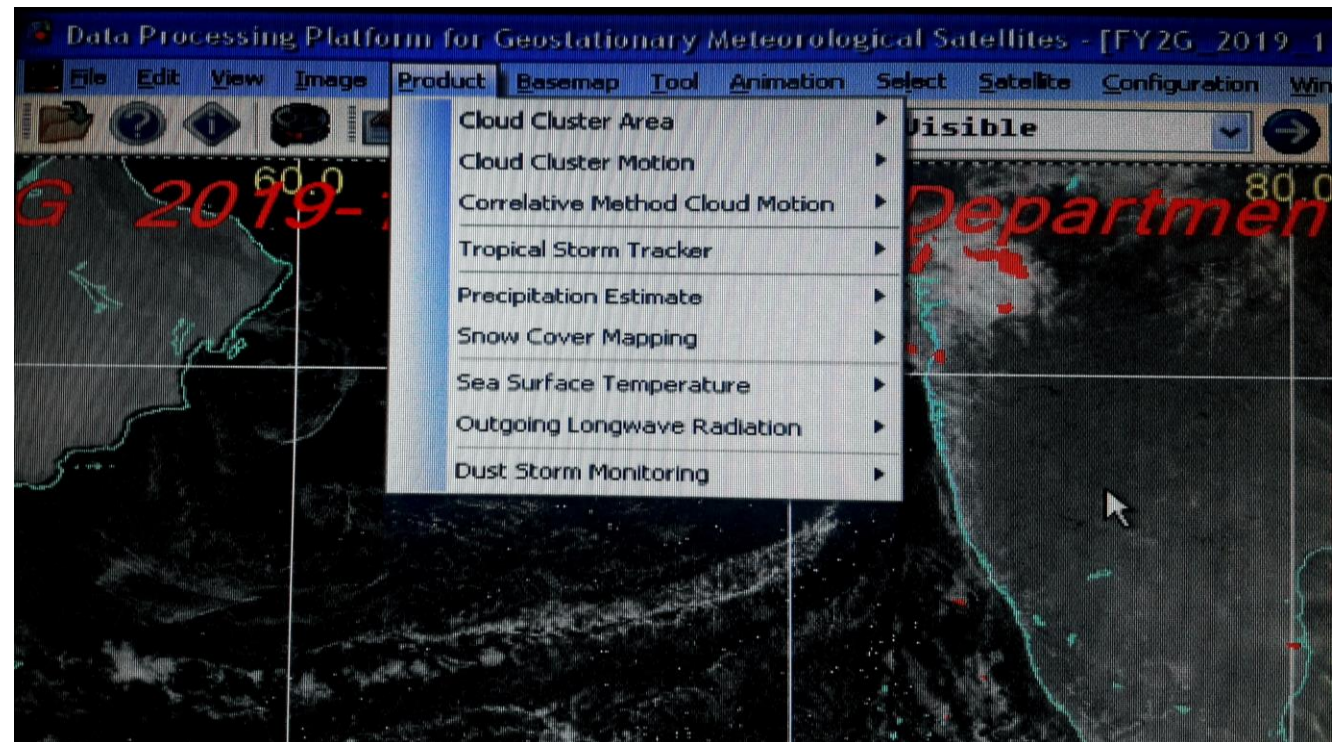 Data Processing Platform for Geostationary Meteorological Satellites - [FY2G_2019_1
File Edit View Image Product Basemap Tool Animation Select Satellite Configuration Win
Visible
60.0 80.0
G 2019- Departmen
Cloud Cluster Area
Cloud Cluster Motion
Correlative Method Cloud Motion
Tropical Storm Tracker
Precipitation Estimate
Snow Cover Mapping
Sea Surface Temperature
Outgoing Longwave Radiation
Dust Storm Monitoring